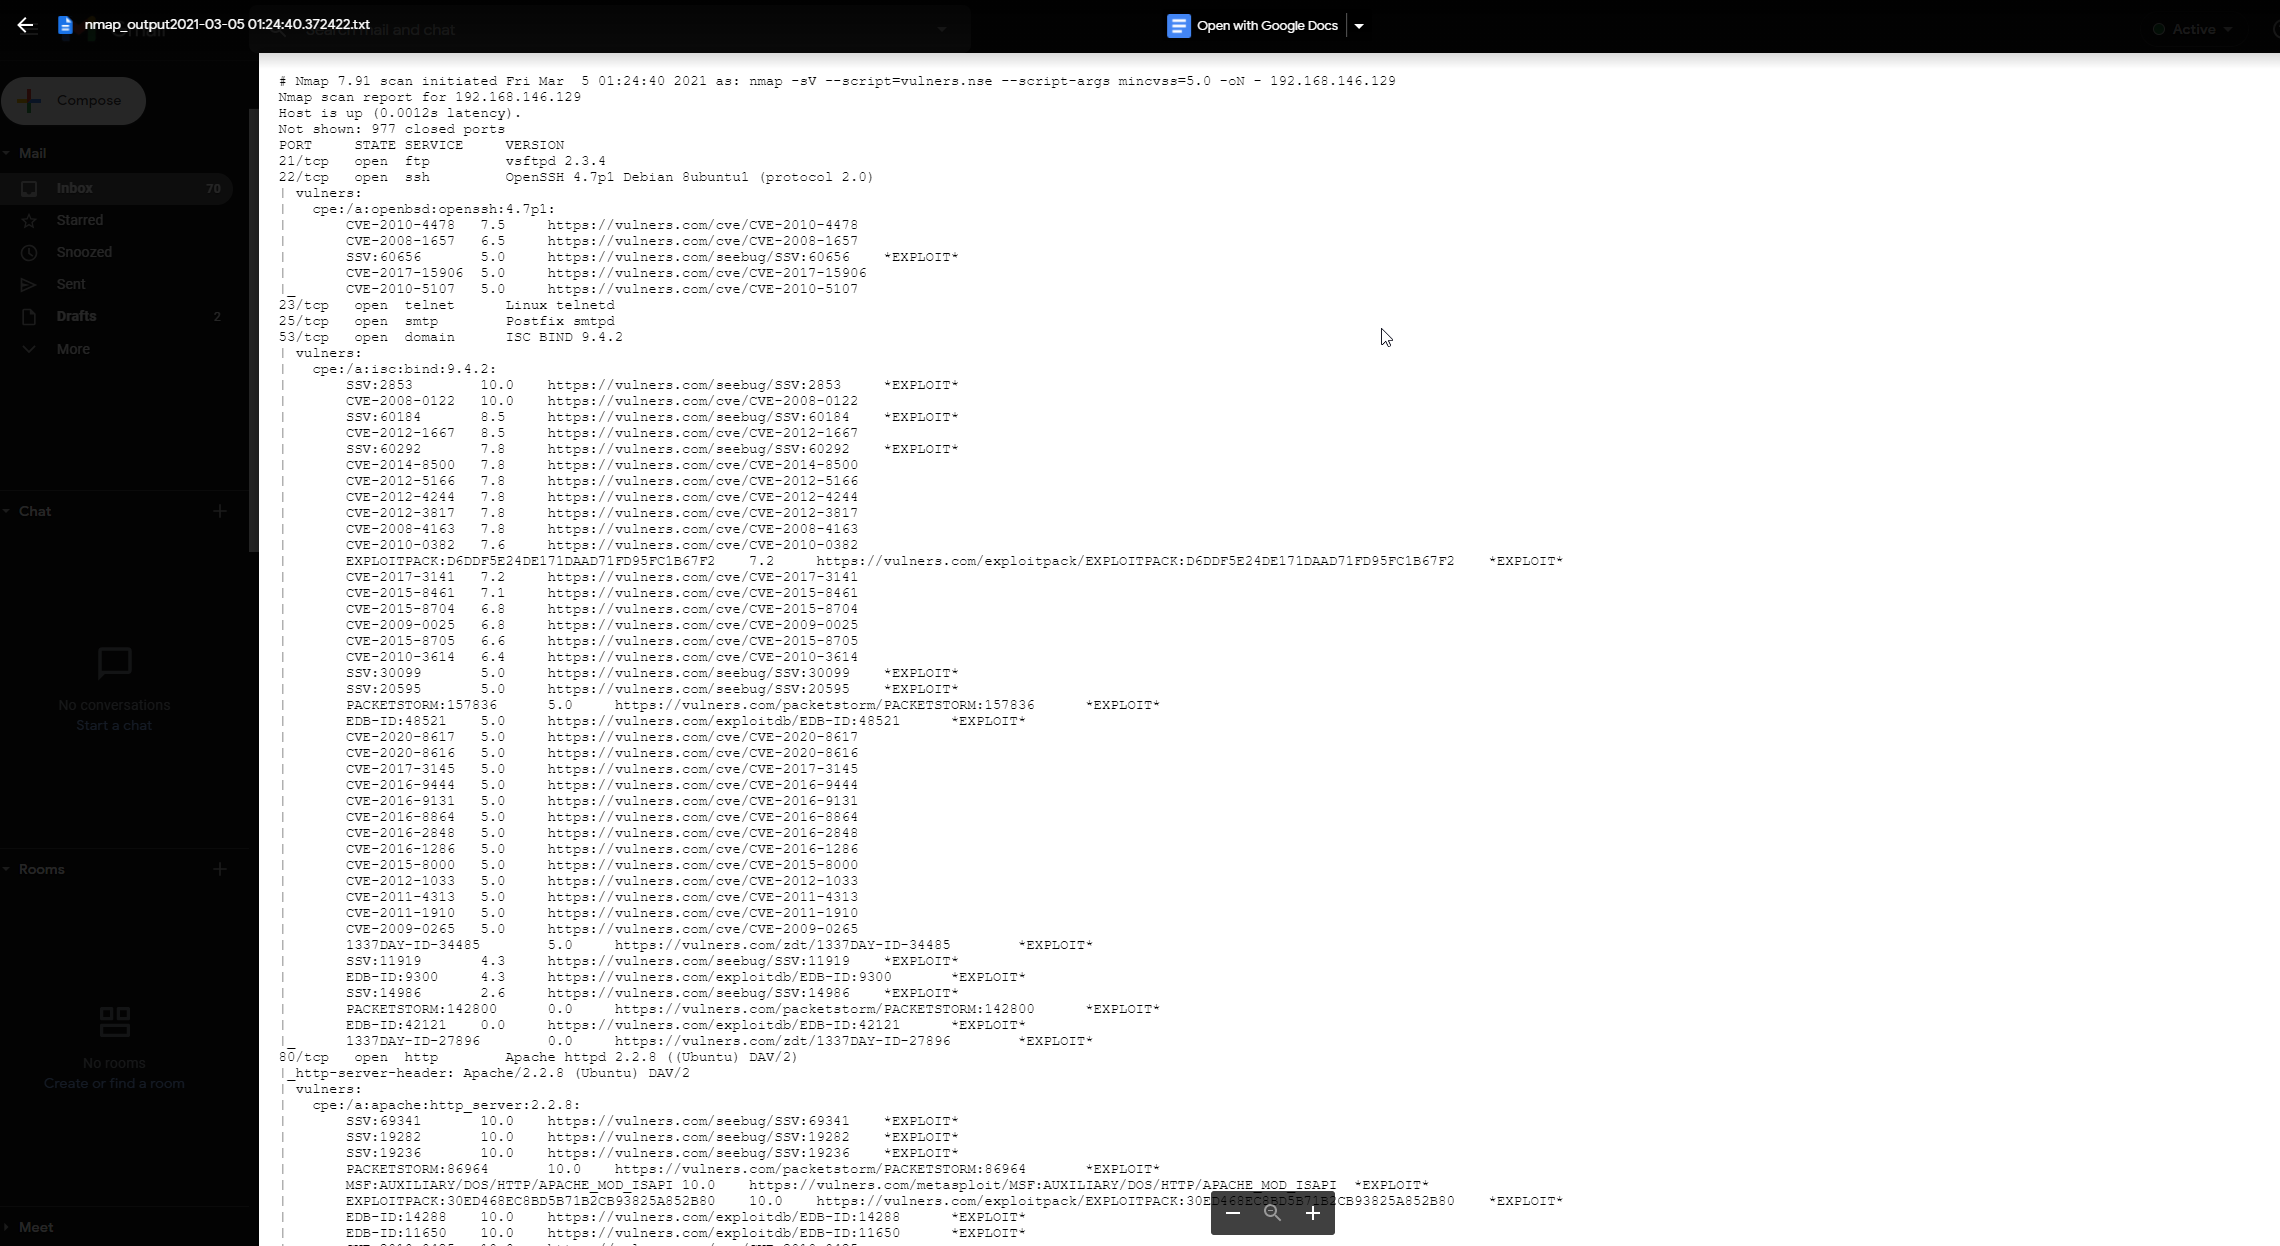 nmap_output2021-03-05 01:24:40.372422.txt
Open with Google Docs
Active
Compose
Mail
Inbox 70
Starred
Snoozed
Sent
Drafts 2
More
Chat
No conversations
Start a chat
Rooms
No rooms
Create or find a room
Meet
# Nmap 7.91 scan initiated Fri Mar  5 01:24:40 2021 as: nmap -sV --script=vulners.nse --script-args mincvss=5.0 -oN - 192.168.146.129
Nmap scan report for 192.168.146.129
Host is up (0.0012s latency).
Not shown: 977 closed ports
PORT     STATE SERVICE     VERSION
21/tcp   open  ftp         vsftpd 2.3.4
22/tcp   open  ssh         OpenSSH 4.7p1 Debian 8ubuntu1 (protocol 2.0)
| vulners:
|   cpe:/a:openbsd:openssh:4.7p1:
|       CVE-2010-4478   7.5     https://vulners.com/cve/CVE-2010-4478
|       CVE-2008-1657   6.5     https://vulners.com/cve/CVE-2008-1657
|       SSV:60656       5.0     https://vulners.com/seebug/SSV:60656    *EXPLOIT*
|       CVE-2017-15906  5.0     https://vulners.com/cve/CVE-2017-15906
|_      CVE-2010-5107   5.0     https://vulners.com/cve/CVE-2010-5107
23/tcp   open  telnet      Linux telnetd
25/tcp   open  smtp        Postfix smtpd
53/tcp   open  domain      ISC BIND 9.4.2
| vulners:
|   cpe:/a:isc:bind:9.4.2:
|       SSV:2853        10.0    https://vulners.com/seebug/SSV:2853     *EXPLOIT*
|       CVE-2008-0122   10.0    https://vulners.com/cve/CVE-2008-0122
|       SSV:60184       8.5     https://vulners.com/seebug/SSV:60184    *EXPLOIT*
|       CVE-2012-1667   8.5     https://vulners.com/cve/CVE-2012-1667
|       SSV:60292       7.8     https://vulners.com/seebug/SSV:60292    *EXPLOIT*
|       CVE-2014-8500   7.8     https://vulners.com/cve/CVE-2014-8500
|       CVE-2012-5166   7.8     https://vulners.com/cve/CVE-2012-5166
|       CVE-2012-4244   7.8     https://vulners.com/cve/CVE-2012-4244
|       CVE-2012-3817   7.8     https://vulners.com/cve/CVE-2012-3817
|       CVE-2008-4163   7.8     https://vulners.com/cve/CVE-2008-4163
|       CVE-2010-0382   7.6     https://vulners.com/cve/CVE-2010-0382
|       EXPLOITPACK:D6DDF5E24DE171DAAD71FD95FC1B67F2    7.2     https://vulners.com/exploitpack/EXPLOITPACK:D6DDF5E24DE171DAAD71FD95FC1B67F2    *EXPLOIT*
|       CVE-2017-3141   7.2     https://vulners.com/cve/CVE-2017-3141
|       CVE-2015-8461   7.1     https://vulners.com/cve/CVE-2015-8461
|       CVE-2015-8704   6.8     https://vulners.com/cve/CVE-2015-8704
|       CVE-2009-0025   6.8     https://vulners.com/cve/CVE-2009-0025
|       CVE-2015-8705   6.6     https://vulners.com/cve/CVE-2015-8705
|       CVE-2010-3614   6.4     https://vulners.com/cve/CVE-2010-3614
|       SSV:30099       5.0     https://vulners.com/seebug/SSV:30099    *EXPLOIT*
|       SSV:20595       5.0     https://vulners.com/seebug/SSV:20595    *EXPLOIT*
|       PACKETSTORM:157836      5.0     https://vulners.com/packetstorm/PACKETSTORM:157836      *EXPLOIT*
|       EDB-ID:48521    5.0     https://vulners.com/exploitdb/EDB-ID:48521      *EXPLOIT*
|       CVE-2020-8617   5.0     https://vulners.com/cve/CVE-2020-8617
|       CVE-2020-8616   5.0     https://vulners.com/cve/CVE-2020-8616
|       CVE-2017-3145   5.0     https://vulners.com/cve/CVE-2017-3145
|       CVE-2016-9444   5.0     https://vulners.com/cve/CVE-2016-9444
|       CVE-2016-9131   5.0     https://vulners.com/cve/CVE-2016-9131
|       CVE-2016-8864   5.0     https://vulners.com/cve/CVE-2016-8864
|       CVE-2016-2848   5.0     https://vulners.com/cve/CVE-2016-2848
|       CVE-2016-1286   5.0     https://vulners.com/cve/CVE-2016-1286
|       CVE-2015-8000   5.0     https://vulners.com/cve/CVE-2015-8000
|       CVE-2012-1033   5.0     https://vulners.com/cve/CVE-2012-1033
|       CVE-2011-4313   5.0     https://vulners.com/cve/CVE-2011-4313
|       CVE-2011-1910   5.0     https://vulners.com/cve/CVE-2011-1910
|       CVE-2009-0265   5.0     https://vulners.com/cve/CVE-2009-0265
|       1337DAY-ID-34485        5.0     https://vulners.com/zdt/1337DAY-ID-34485        *EXPLOIT*
|       SSV:11919       4.3     https://vulners.com/seebug/SSV:11919    *EXPLOIT*
|       EDB-ID:9300     4.3     https://vulners.com/exploitdb/EDB-ID:9300       *EXPLOIT*
|       SSV:14986       2.6     https://vulners.com/seebug/SSV:14986    *EXPLOIT*
|       PACKETSTORM:142800      0.0     https://vulners.com/packetstorm/PACKETSTORM:142800      *EXPLOIT*
|       EDB-ID:42121    0.0     https://vulners.com/exploitdb/EDB-ID:42121      *EXPLOIT*
|_      1337DAY-ID-27896        0.0     https://vulners.com/zdt/1337DAY-ID-27896        *EXPLOIT*
80/tcp   open  http        Apache httpd 2.2.8 ((Ubuntu) DAV/2)
|_http-server-header: Apache/2.2.8 (Ubuntu) DAV/2
| vulners:
|   cpe:/a:apache:http_server:2.2.8:
|       SSV:69341       10.0    https://vulners.com/seebug/SSV:69341    *EXPLOIT*
|       SSV:19282       10.0    https://vulners.com/seebug/SSV:19282    *EXPLOIT*
|       SSV:19236       10.0    https://vulners.com/seebug/SSV:19236    *EXPLOIT*
|       PACKETSTORM:86964       10.0    https://vulners.com/packetstorm/PACKETSTORM:86964       *EXPLOIT*
|       MSF:AUXILIARY/DOS/HTTP/APACHE_MOD_ISAPI 10.0    https://vulners.com/metasploit/MSF:AUXILIARY/DOS/HTTP/APACHE_MOD_ISAPI  *EXPLOIT*
|       EXPLOITPACK:30ED468EC8BD5B71B2CB93825A852B80    10.0    https://vulners.com/exploitpack/EXPLOITPACK:30ED468EC8BD5B71B2CB93825A852B80    *EXPLOIT*
|       EDB-ID:14288    10.0    https://vulners.com/exploitdb/EDB-ID:14288      *EXPLOIT*
|       EDB-ID:11650    10.0    https://vulners.com/exploitdb/EDB-ID:11650      *EXPLOIT*